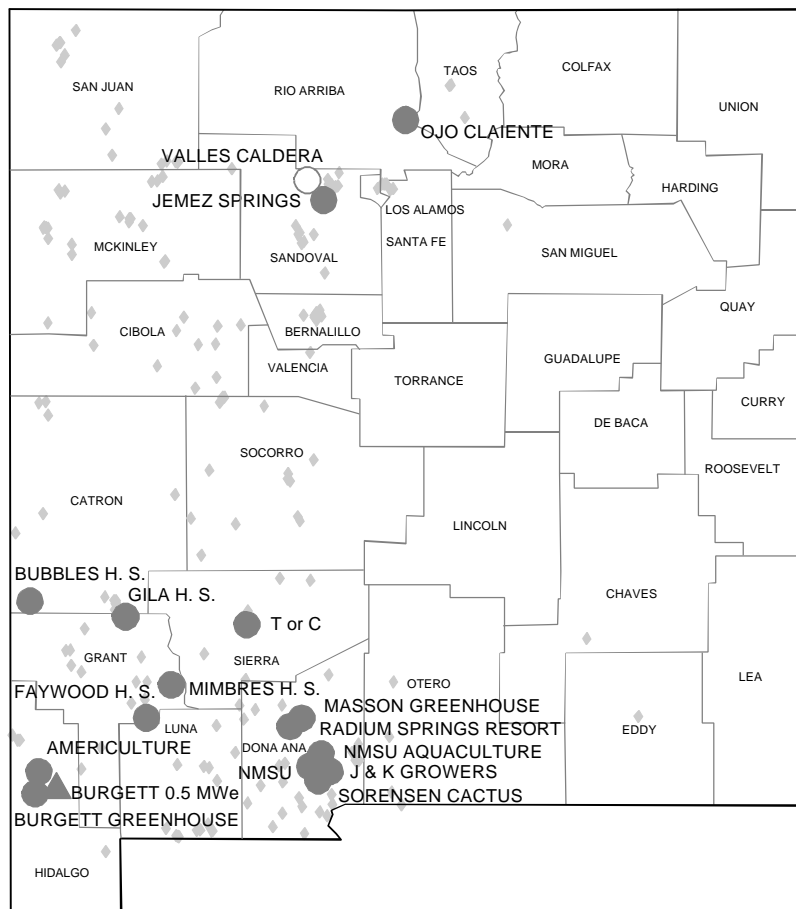 COLFAX
TAOS
SAN JUAN
RIO ARRIBA
UNION
OJO CLAIENTE
VALLES CALDERA
MORA
HARDING
JEMEZ SPRINGS
LOS ALAMOS
MCKINLEY
SANTA FE
SAN MIGUEL
SANDOVAL
QUAY
CIBOLA
BERNALILLO
GUADALUPE
VALENCIA
TORRANCE
CURRY
DE BACA
SOCORRO
ROOSEVELT
CATRON
LINCOLN
BUBBLES H. S.
GILA H. S.
CHAVES
T or C
GRANT
SIERRA
LEA
OTERO
FAYWOOD H. S.
MIMBRES H. S.
MASSON GREENHOUSE
LUNA
RADIUM SPRINGS RESORT
EDDY
AMERICULTURE
DONA ANA
NMSU AQUACULTURE
NMSU
J & K GROWERS
BURGETT 0.5 MWe
SORENSEN CACTUS
BURGETT GREENHOUSE
HIDALGO